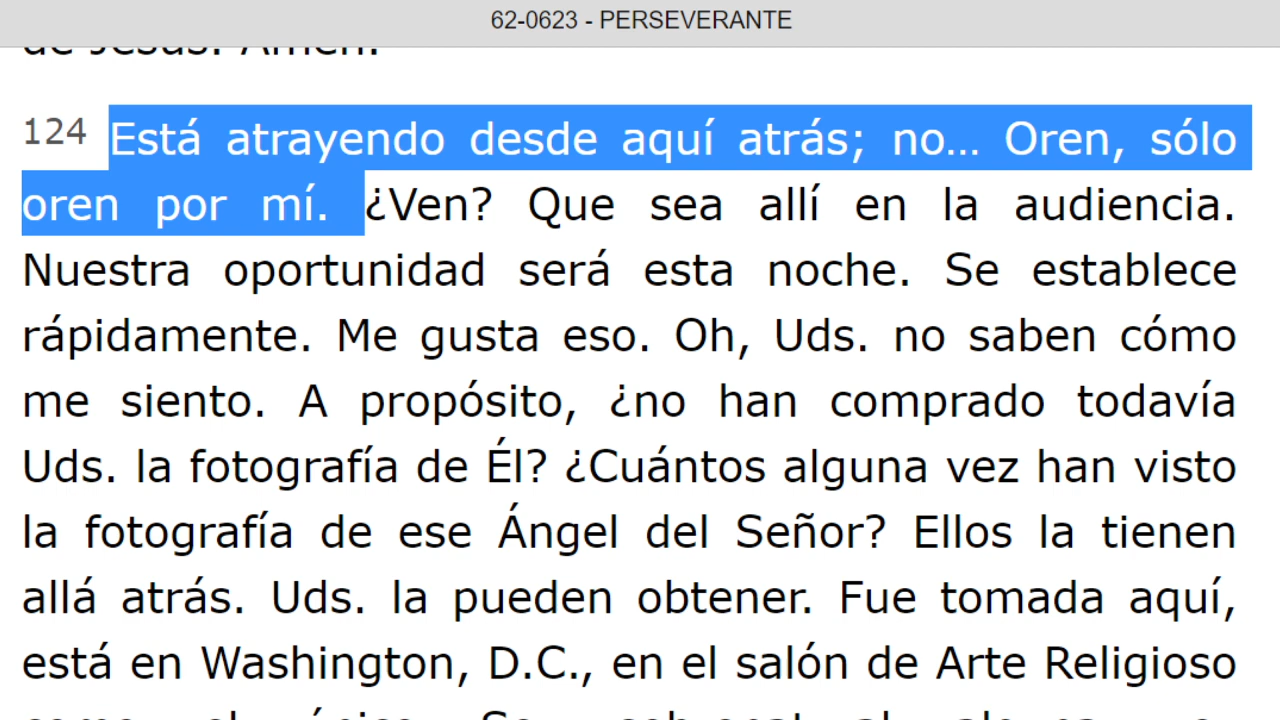 62-0623 - PERSEVERANTE
de Jesús. Amén.
124 Está atrayendo desde aquí atrás; no... Oren, sólo
oren por mí. ¿Ven? Que sea allí en la audiencia.
Nuestra oportunidad será esta noche. Se establece
rápidamente. Me gusta eso. Oh, Uds. no saben cómo
me siento. A propósito, ¿no han comprado todavía
Uds. la fotografía de Él? ¿Cuántos alguna vez han visto
la fotografía de ese Ángel del Señor? Ellos la tienen
allá atrás. Uds. la pueden obtener. Fue tomada aquí,
está en Washington, D.C., en el salón de Arte Religioso